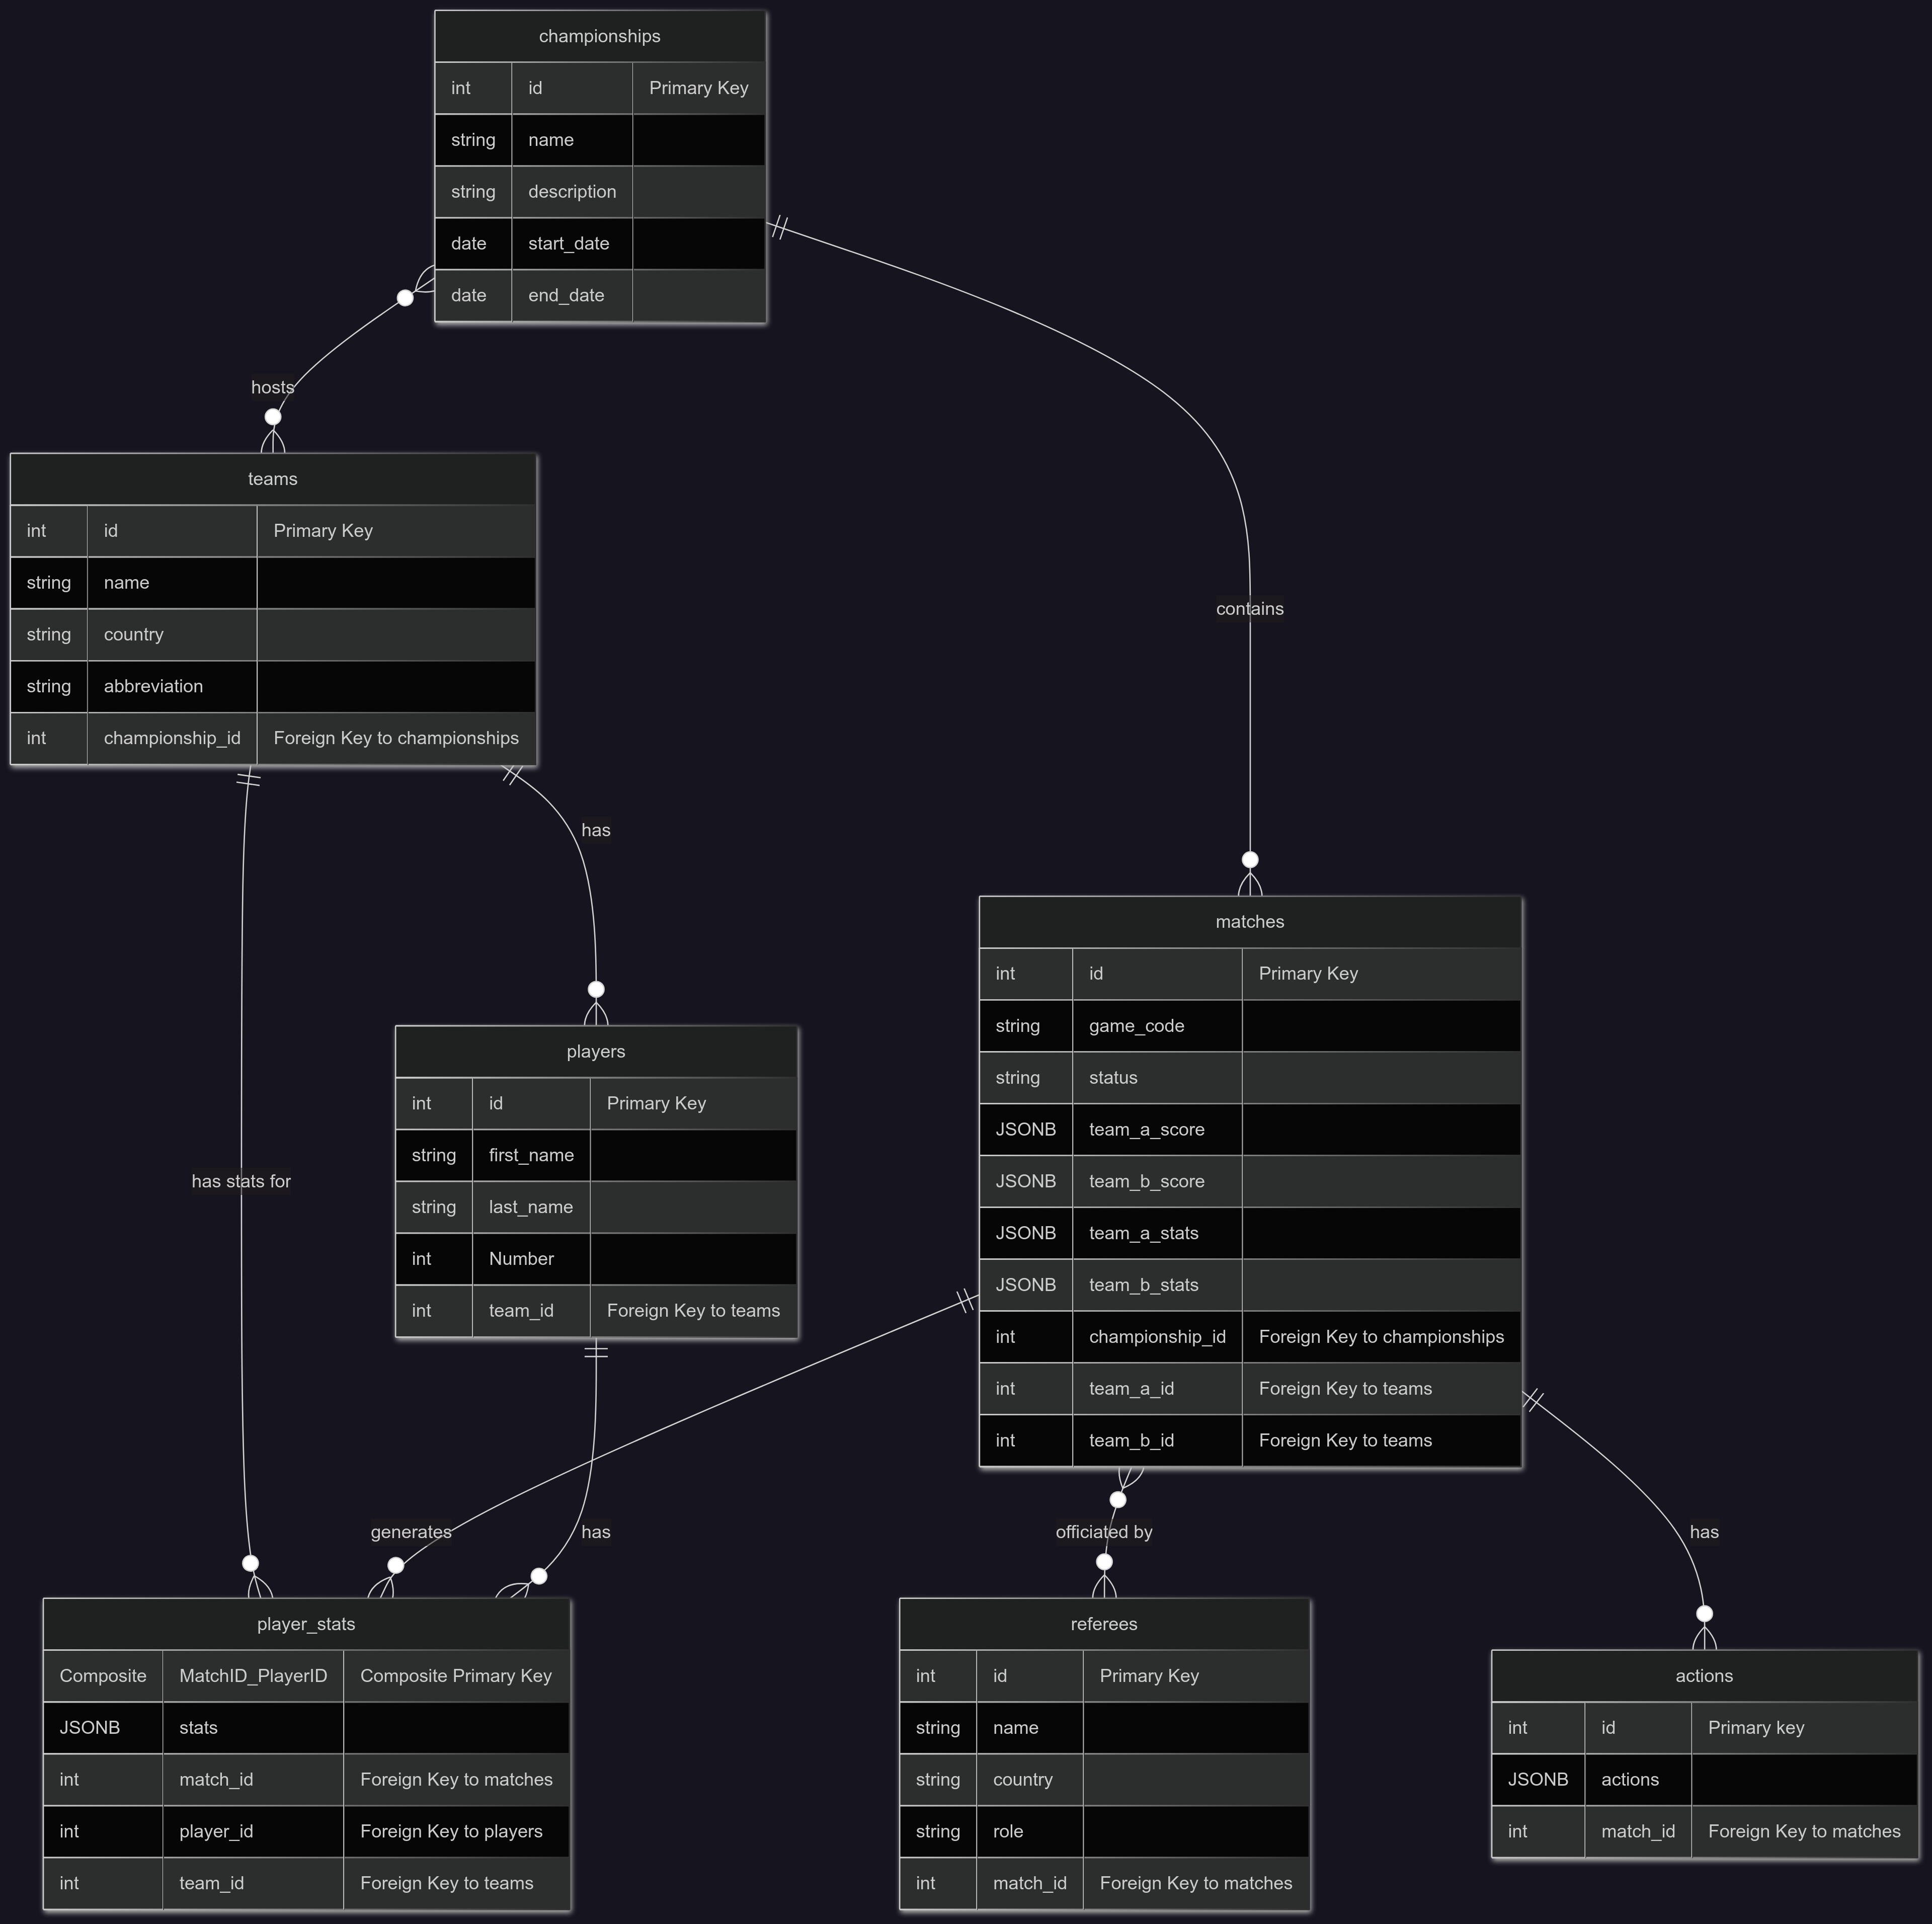 championships
int id Primary Key
string name
string description
date start_date
date end_date
hosts
teams
int id Primary Key
string name
string country
string abbreviation
int championship_id Foreign Key to championships
contains
has
matches
int id Primary Key
string game_code
string status
JSONB team_a_score
JSONB team_b_score
JSONB team_a_stats
JSONB team_b_stats
int championship_id Foreign Key to championships
int team_a_id Foreign Key to teams
int team_b_id Foreign Key to teams
players
int id Primary Key
string first_name
string last_name
int Number
int team_id Foreign Key to teams
has stats for
generates
has
officiated by
has
player_stats
Composite MatchID_PlayerID Composite Primary Key
JSONB stats
int match_id Foreign Key to matches
int player_id Foreign Key to players
int team_id Foreign Key to teams
referees
int id Primary Key
string name
string country
string role
int match_id Foreign Key to matches
actions
int id Primary key
JSONB actions
int match_id Foreign Key to matches